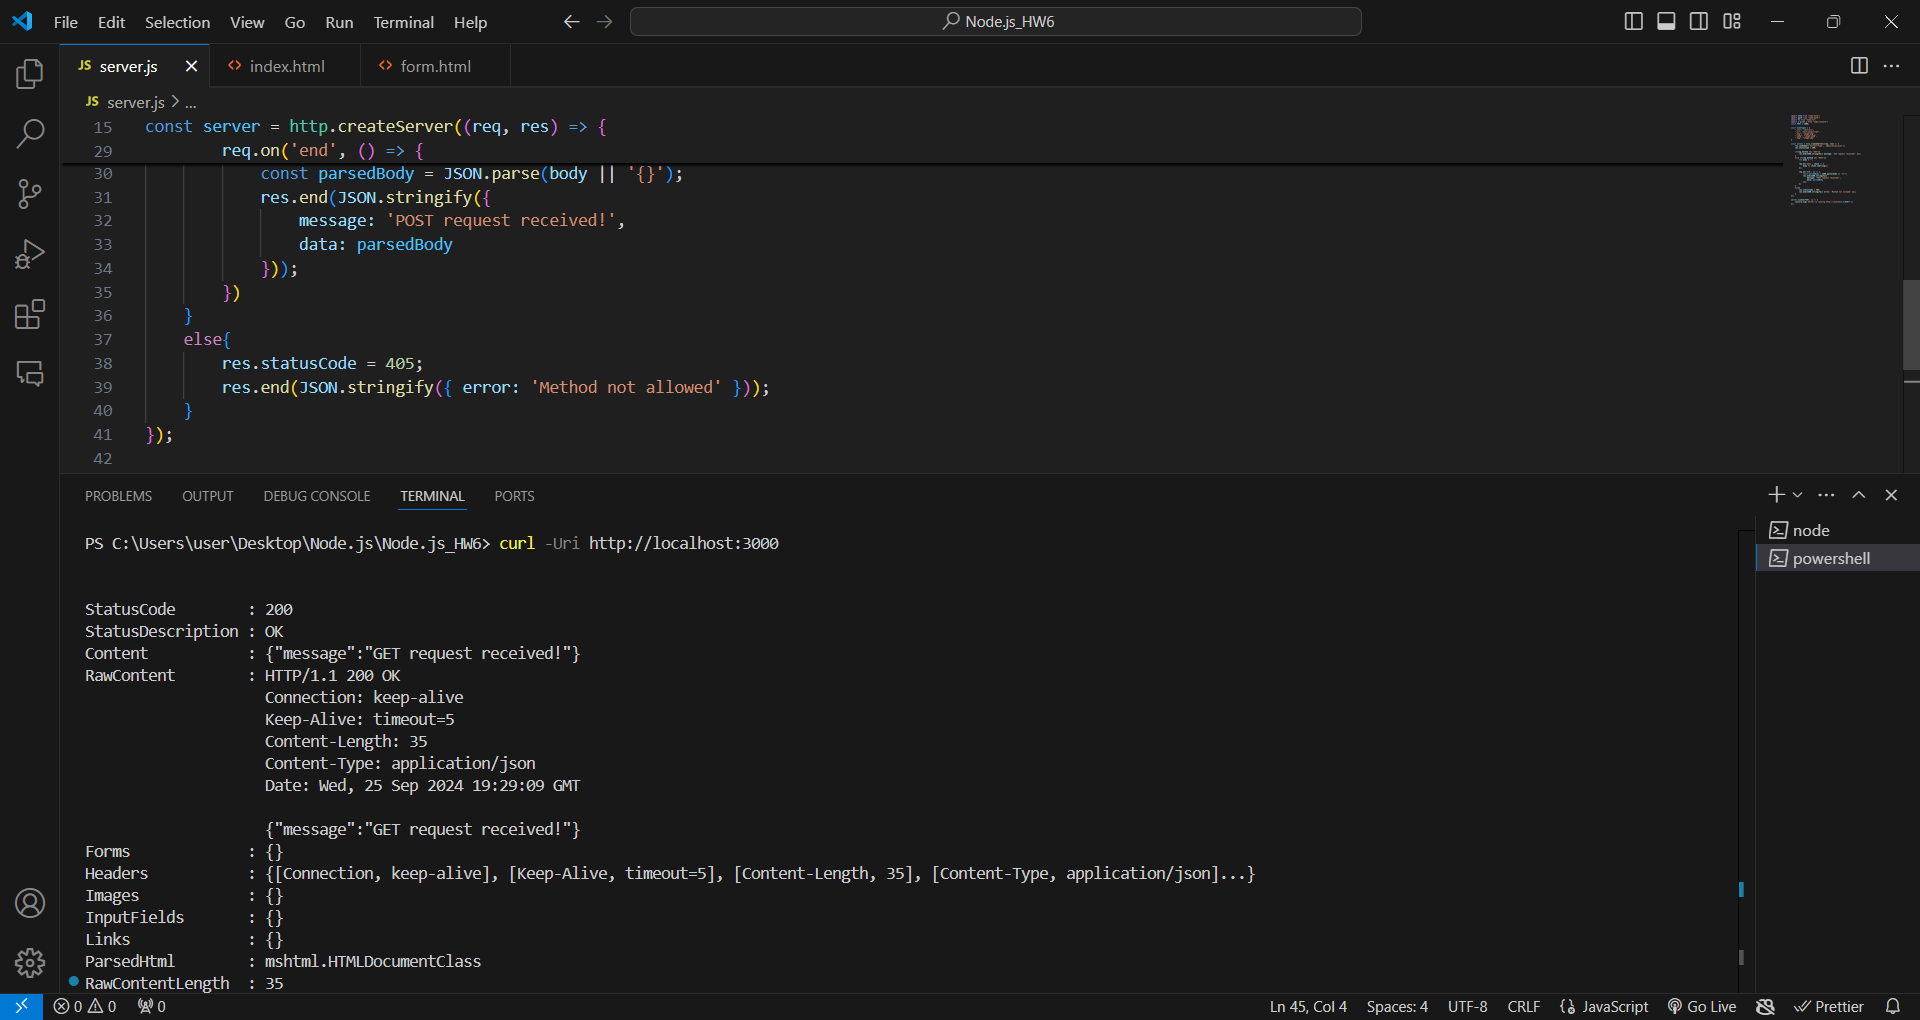 File Edit Selection View Go Run Terminal Help
Node.js_HW6
JS server.js
index.html
form.html
JS server.js > ...
15 const server = http.createServer((req, res) => {
29 req.on('end', () => {
30 const parsedBody = JSON.parse(body || '{}');
31 res.end(JSON.stringify({
32 message: 'POST request received!',
33 data: parsedBody
34 }));
35 })
36 }
37 else{
38 res.statusCode = 405;
39 res.end(JSON.stringify({ error: 'Method not allowed' }));
40 }
41 });
42
PROBLEMS OUTPUT DEBUG CONSOLE TERMINAL PORTS
node
powershell
PS C:\Users\user\Desktop\Node.js\Node.js_HW6> curl -Uri http://localhost:3000
StatusCode : 200
StatusDescription : OK
Content : {"message":"GET request received!"}
RawContent : HTTP/1.1 200 OK
Connection: keep-alive
Keep-Alive: timeout=5
Content-Length: 35
Content-Type: application/json
Date: Wed, 25 Sep 2024 19:29:09 GMT
{"message":"GET request received!"}
Forms : {}
Headers : {[Connection, keep-alive], [Keep-Alive, timeout=5], [Content-Length, 35], [Content-Type, application/json]...}
Images : {}
InputFields : {}
Links : {}
ParsedHtml : mshtml.HTMLDocumentClass
RawContentLength : 35
0 0 0
Ln 45, Col 4 Spaces: 4 UTF-8 CRLF JavaScript Go Live Prettier